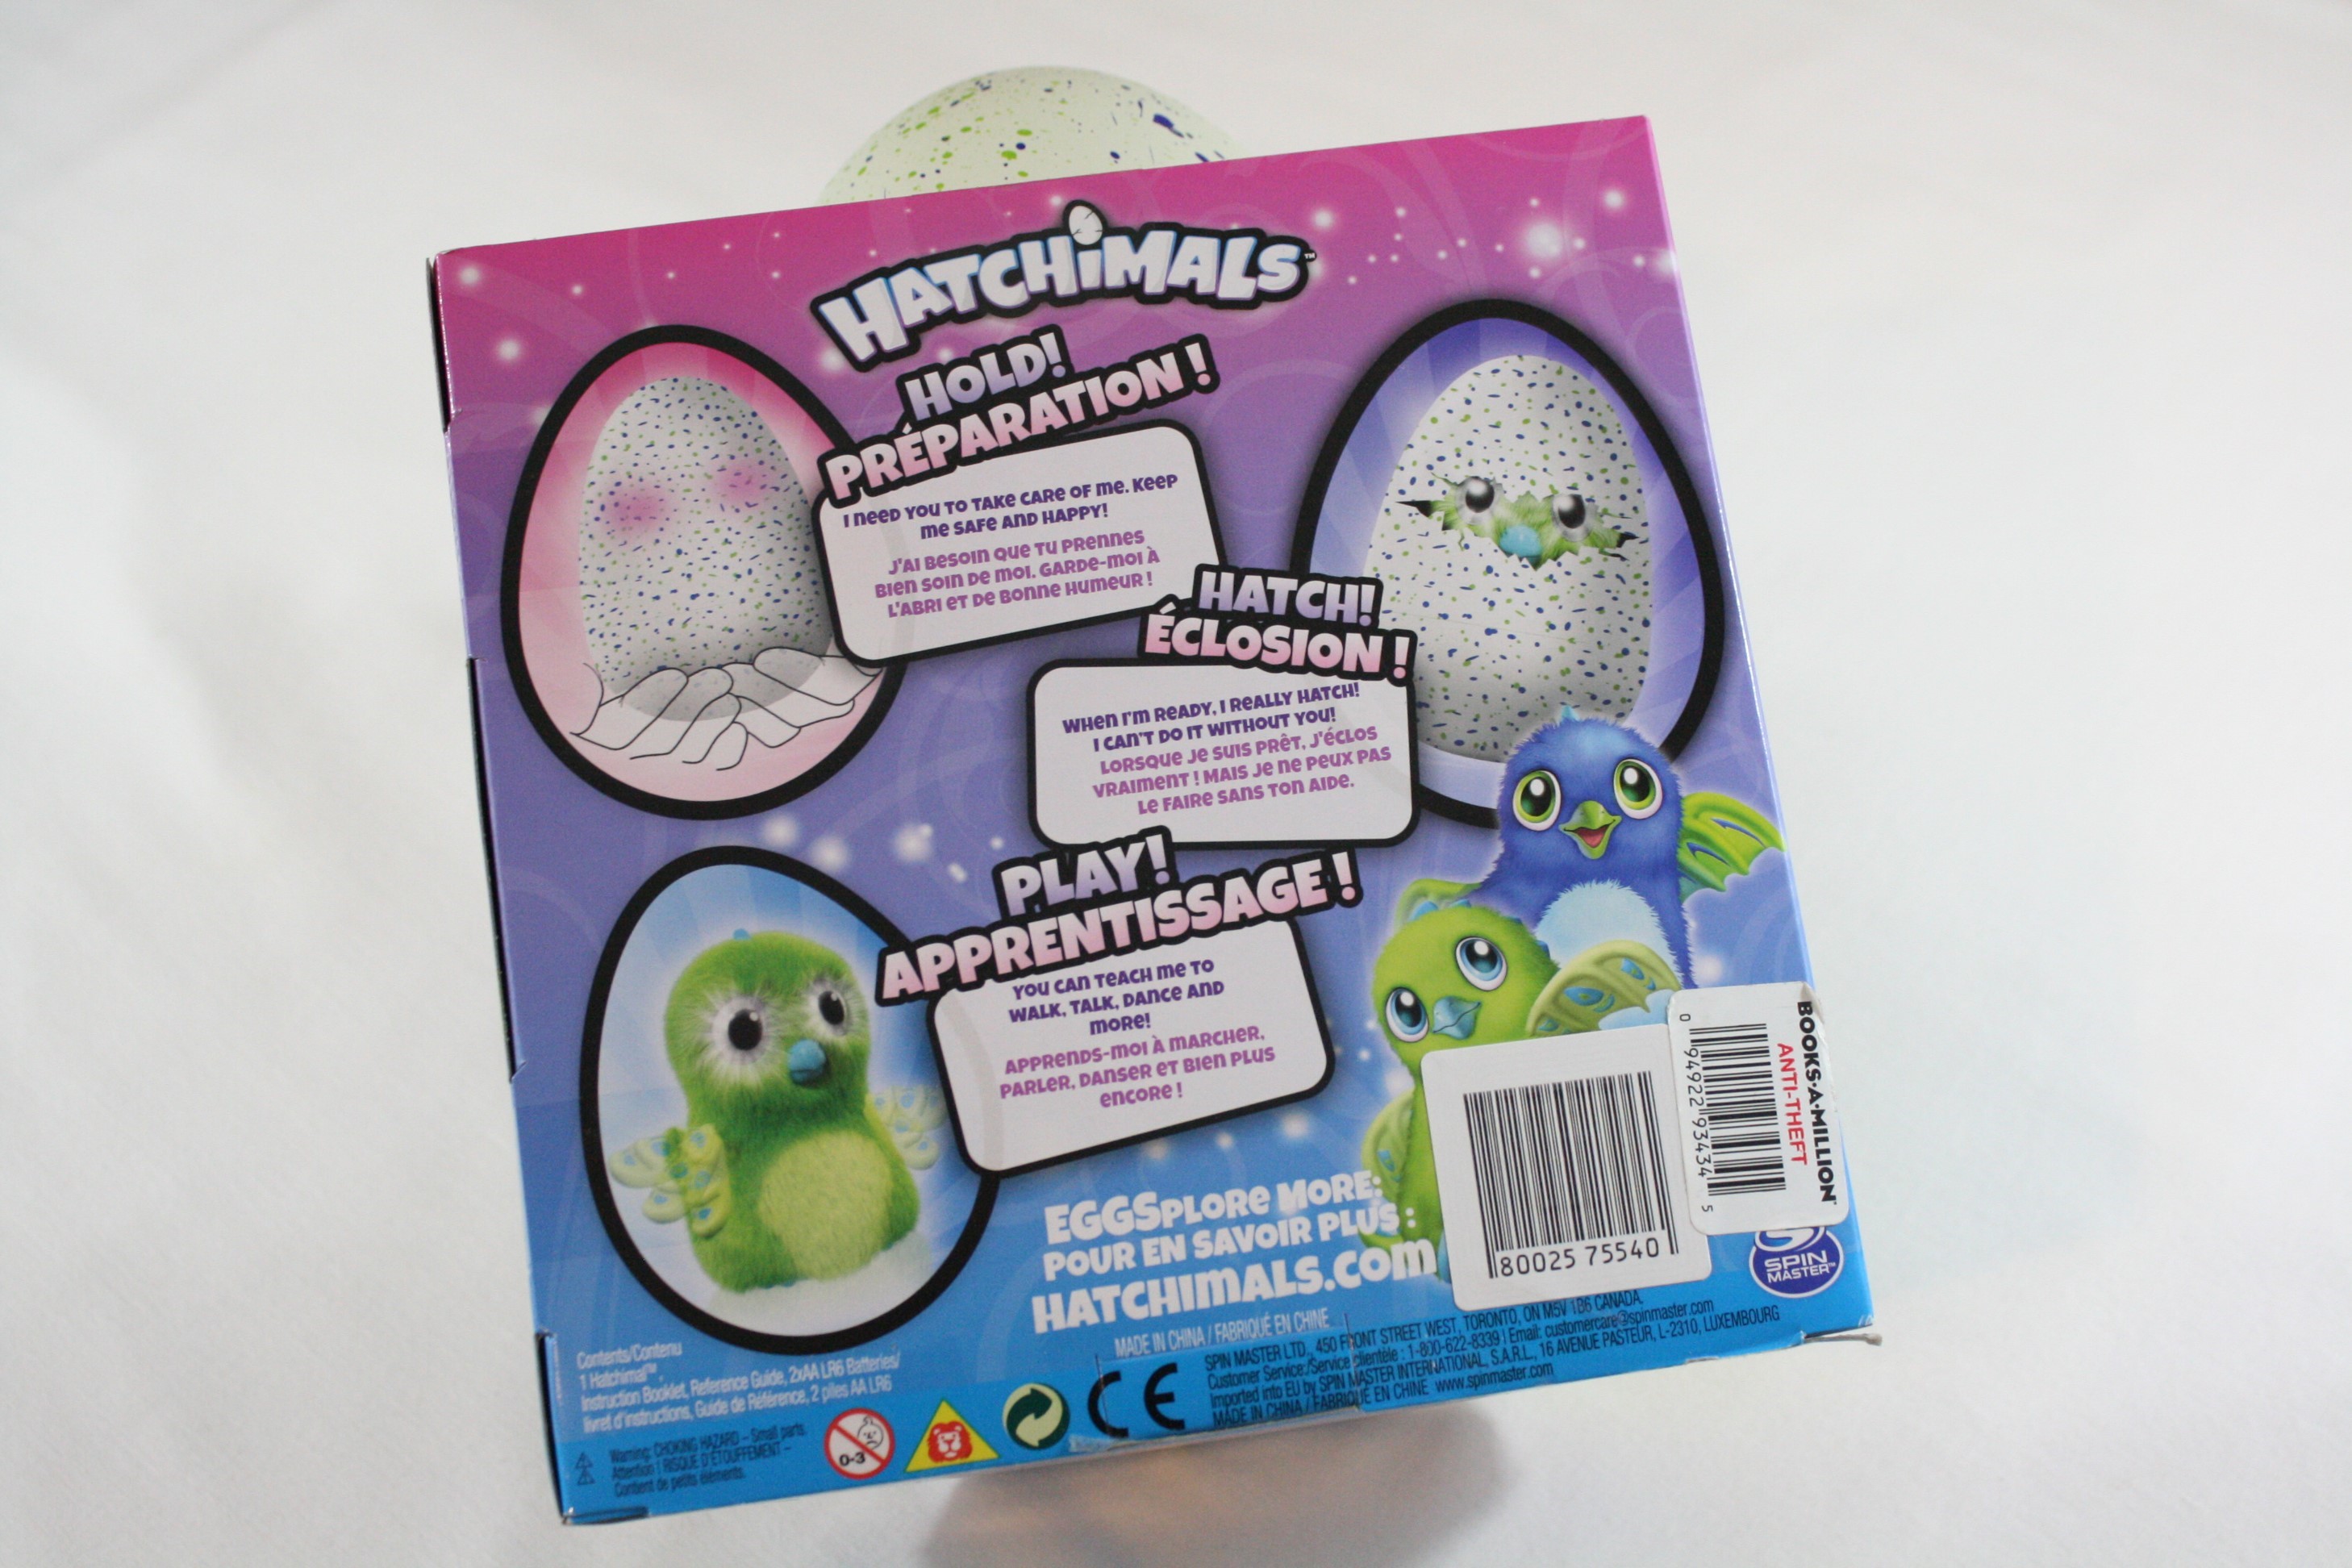 HATCHiMALS™
HOLD!
PRÉPARATION !
I need you to take care of me. Keep
me safe and happy!
J'ai besoin que tu prennes
bien soin de moi. Garde-moi à
l'abri et de bonne humeur !
HATCH!
ÉCLOSION !
When I'm ready, I really hatch!
I can't do it without you!
Lorsque je suis prêt, j'éclos
vraiment ! Mais je ne peux pas
le faire sans ton aide.
PLAY!
APPRENTISSAGE !
You can teach me to
walk, talk, dance and
more!
Apprends-moi à marcher,
parler, danser et bien plus
encore !
EGGSPLORE MORE:
POUR EN SAVOIR PLUS :
HATCHIMALS.COM
80025 75540
BOOKS·A·MILLION
ANTI-THEFT
0 94922 93434 5
SPIN
MASTER™
MADE IN CHINA / FABRIQUÉ EN CHINE
SPIN MASTER LTD., 450 FRONT STREET WEST, TORONTO, ON M5V 1B6 CANADA.
Customer Service:/Service clientèle : 1-800-622-8339 | Email: customercare@spinmaster.com
Imported into EU by SPIN MASTER INTERNATIONAL, S.A.R.L., 16 AVENUE PASTEUR, L-2310, LUXEMBOURG
MADE IN CHINA / FABRIQUÉ EN CHINE www.spinmaster.com
Contents/Contenu
1 Hatchimal™,
Instruction Booklet, Reference Guide, 2xAA LR6 Batteries/
livret d'instructions, Guide de Référence, 2 piles AA LR6
Warning: CHOKING HAZARD – Small parts.
Attention ! RISQUE D'ÉTOUFFEMENT –
Contient de petits éléments.
0-3
CE